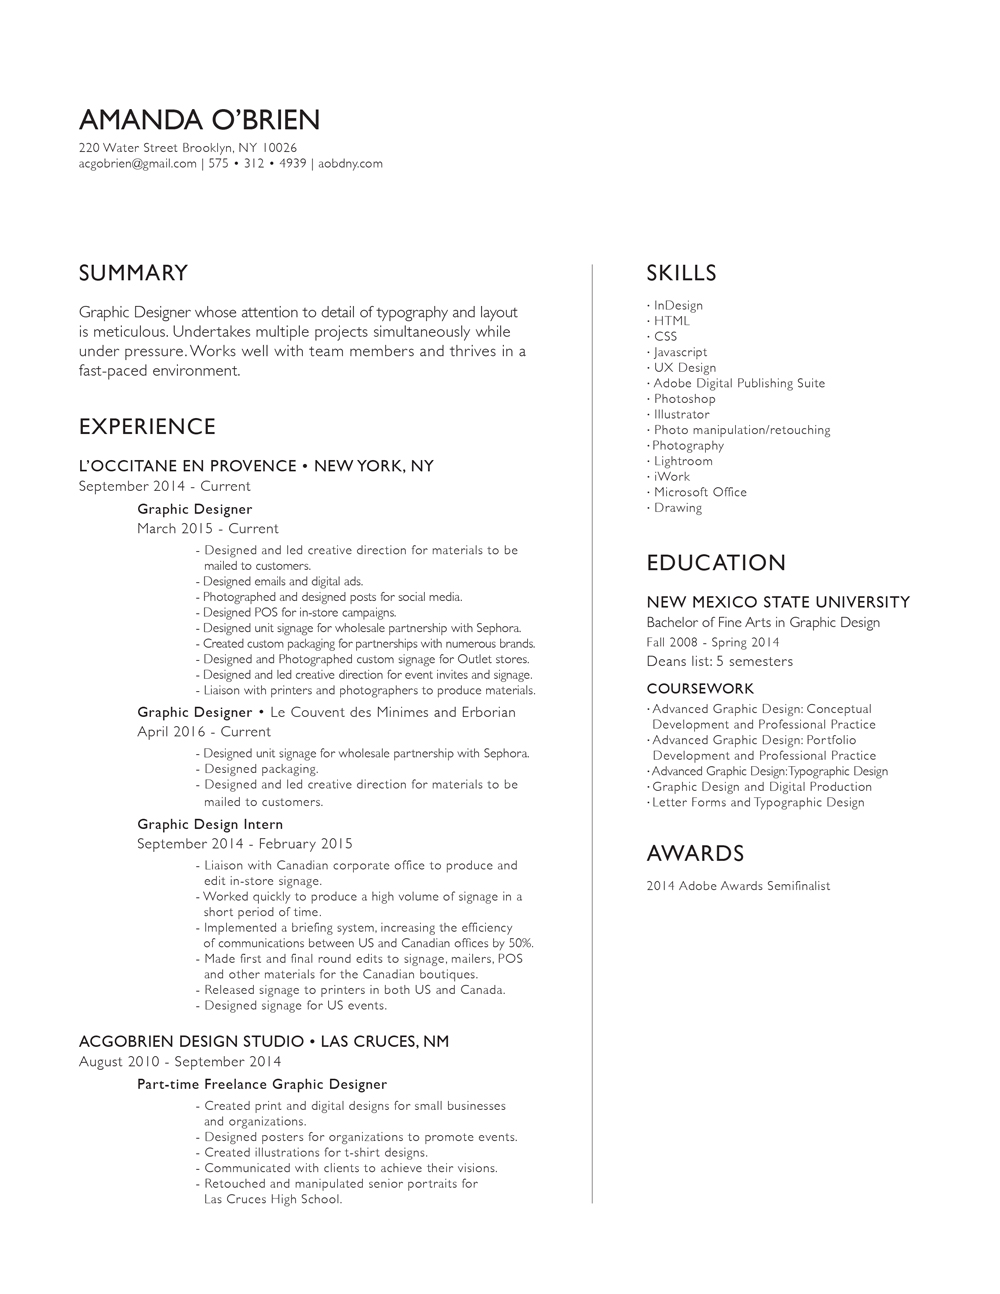 AMANDA O’BRIEN
220 Water Street Brooklyn, NY 10026
acgobrien@gmail.com | 575 • 312 • 4939 | aobdny.com
SUMMARY
Graphic Designer whose attention to detail of typography and layout
is meticulous. Undertakes multiple projects simultaneously while
under pressure. Works well with team members and thrives in a
fast-paced environment.
EXPERIENCE
L’OCCITANE EN PROVENCE • NEW YORK, NY
September 2014 - Current
Graphic Designer
March 2015 - Current
- Designed and led creative direction for materials to be
mailed to customers.
- Designed emails and digital ads.
- Photographed and designed posts for social media.
- Designed POS for in-store campaigns.
- Designed unit signage for wholesale partnership with Sephora.
- Created custom packaging for partnerships with numerous brands.
- Designed and Photographed custom signage for Outlet stores.
- Designed and led creative direction for event invites and signage.
- Liaison with printers and photographers to produce materials.
Graphic Designer • Le Couvent des Minimes and Erborian
April 2016 - Current
- Designed unit signage for wholesale partnership with Sephora.
- Designed packaging.
- Designed and led creative direction for materials to be
mailed to customers.
Graphic Design Intern
September 2014 - February 2015
- Liaison with Canadian corporate office to produce and
edit in-store signage.
- Worked quickly to produce a high volume of signage in a
short period of time.
- Implemented a briefing system, increasing the efficiency
of communications between US and Canadian offices by 50%.
- Made first and final round edits to signage, mailers, POS
and other materials for the Canadian boutiques.
- Released signage to printers in both US and Canada.
- Designed signage for US events.
ACGOBRIEN DESIGN STUDIO • LAS CRUCES, NM
August 2010 - September 2014
Part-time Freelance Graphic Designer
- Created print and digital designs for small businesses
and organizations.
- Designed posters for organizations to promote events.
- Created illustrations for t-shirt designs.
- Communicated with clients to achieve their visions.
- Retouched and manipulated senior portraits for
Las Cruces High School.
SKILLS
· InDesign
· HTML
· CSS
· Javascript
· UX Design
· Adobe Digital Publishing Suite
· Photoshop
· Illustrator
· Photo manipulation/retouching
· Photography
· Lightroom
· iWork
· Microsoft Office
· Drawing
EDUCATION
NEW MEXICO STATE UNIVERSITY
Bachelor of Fine Arts in Graphic Design
Fall 2008 - Spring 2014
Deans list: 5 semesters
COURSEWORK
· Advanced Graphic Design: Conceptual
Development and Professional Practice
· Advanced Graphic Design: Portfolio
Development and Professional Practice
· Advanced Graphic Design: Typographic Design
· Graphic Design and Digital Production
· Letter Forms and Typographic Design
AWARDS
2014 Adobe Awards Semifinalist